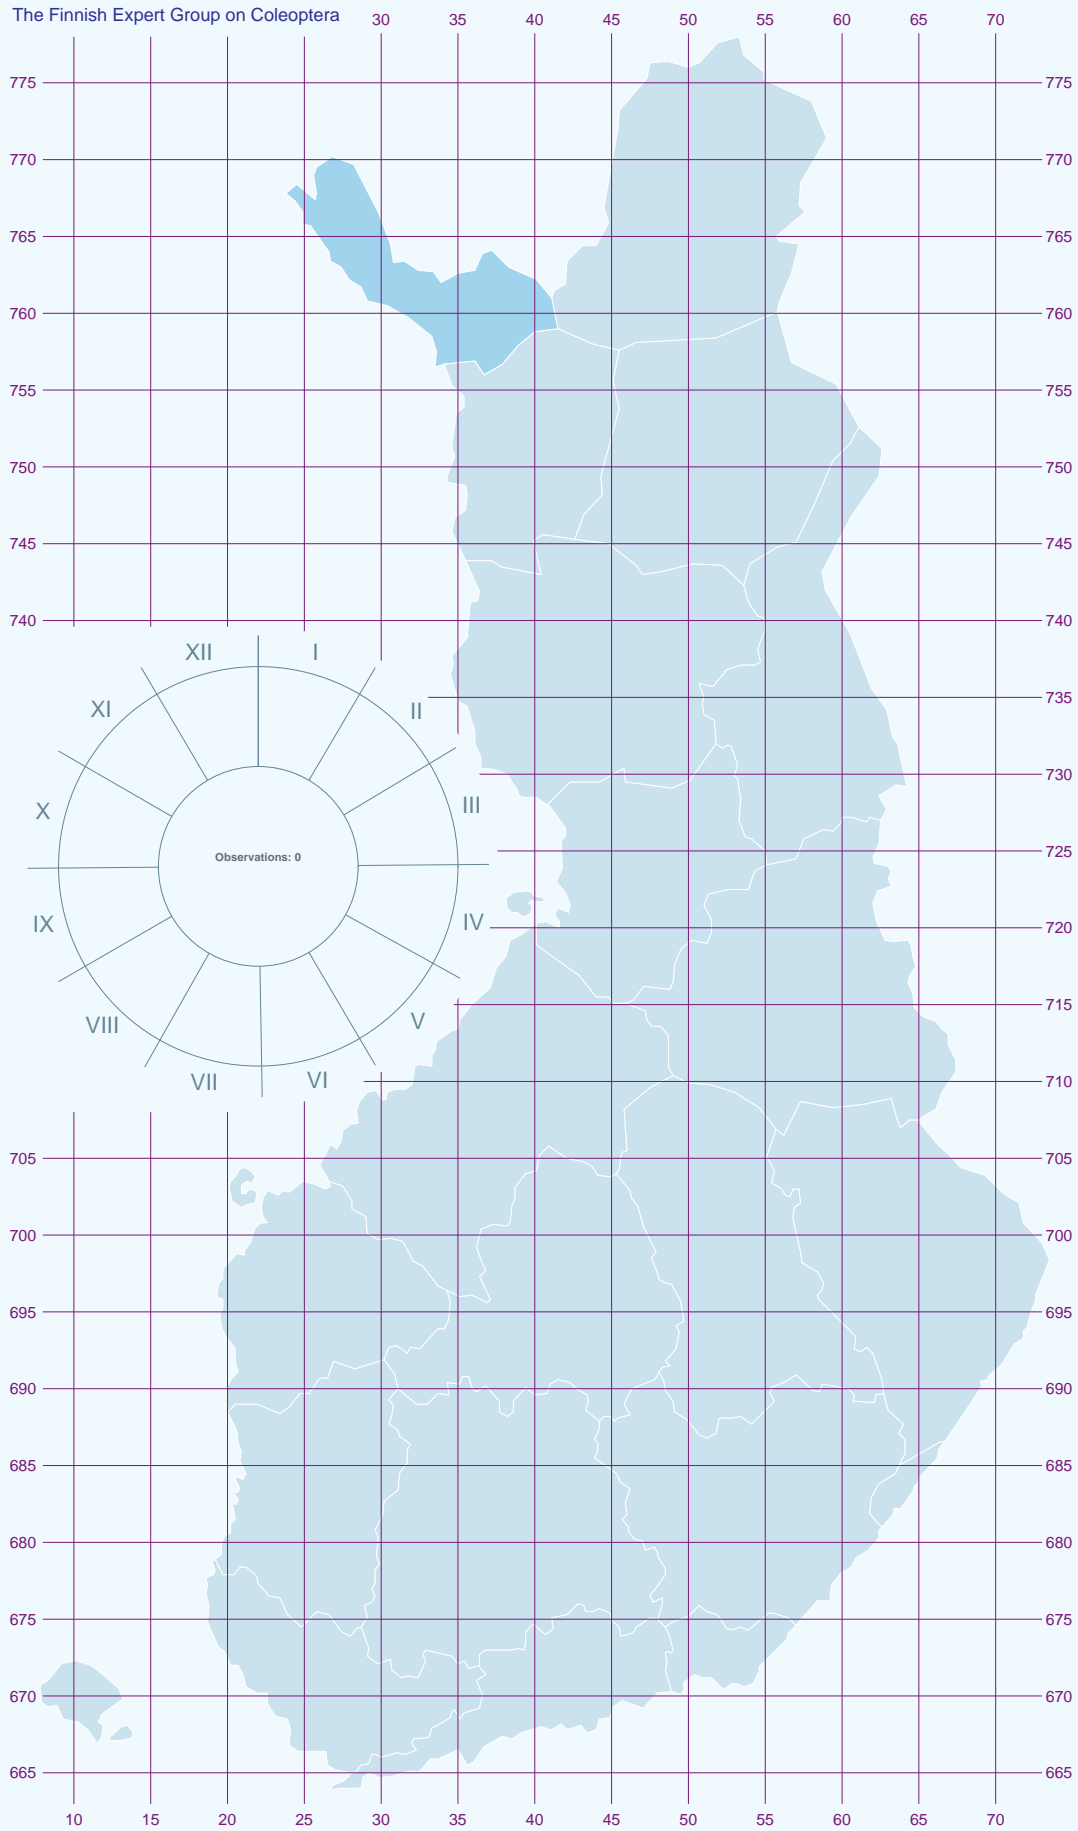 The Finnish Expert Group on Coleoptera
30 35 40 45 50 55 60 65 70
775 775
770 770
765 765
760 760
755 755
750 750
745 745
740 740
XII I
XI II
735
730
X III
Observations: 0
725
IX IV
720
715
VIII V
VII VI
710
705 705
700 700
695 695
690 690
685 685
680 680
675 675
670 670
665 665
10 15 20 25 30 35 40 45 50 55 60 65 70